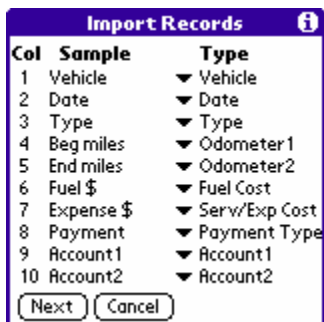 Import Records i
Col Sample Type
1 Vehicle Vehicle
2 Date Date
3 Type Type
4 Beg miles Odometer1
5 End miles Odometer2
6 Fuel $ Fuel Cost
7 Expense $ Serv/Exp Cost
8 Payment Payment Type
9 Account1 Account1
10 Account2 Account2
Next Cancel